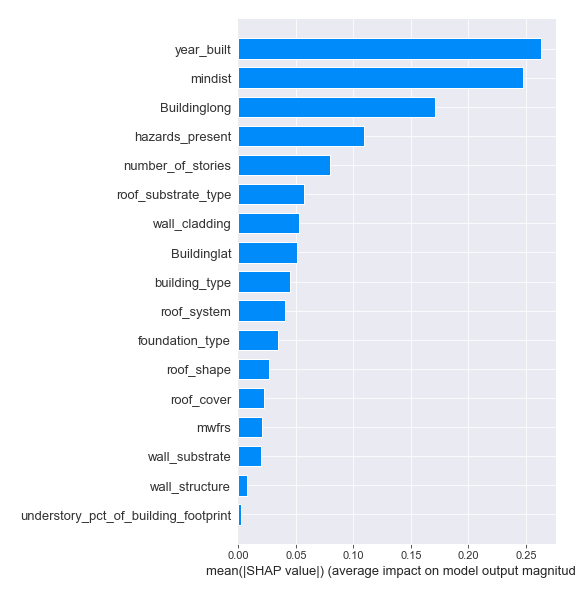 year_built
mindist
Buildinglong
hazards_present
number_of_stories
roof_substrate_type
wall_cladding
Buildinglat
building_type
roof_system
foundation_type
roof_shape
roof_cover
mwfrs
wall_substrate
wall_structure
understory_pct_of_building_footprint
0.00 0.05 0.10 0.15 0.20 0.25
mean(|SHAP value|) (average impact on model output magnitud